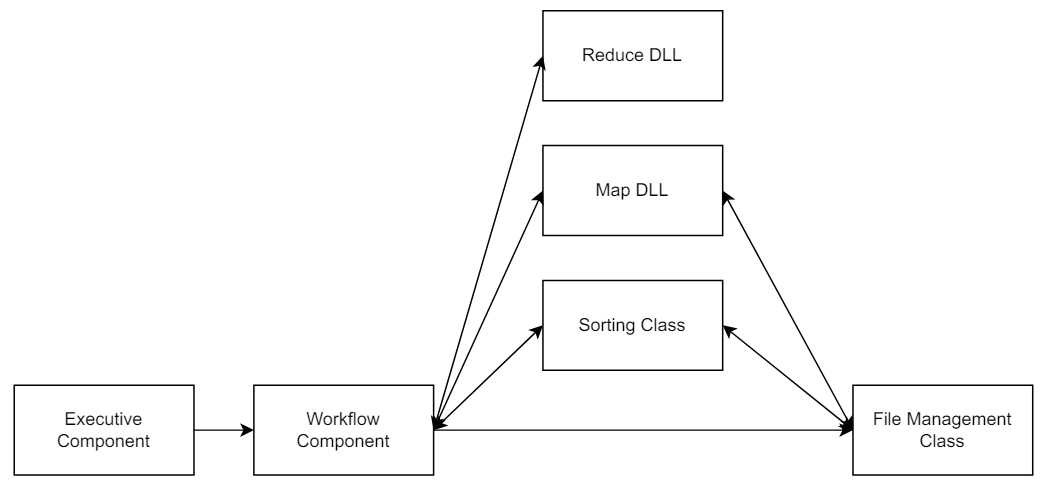 Reduce DLL
Map DLL
Sorting Class
Executive
Component
Workflow
Component
File Management
Class